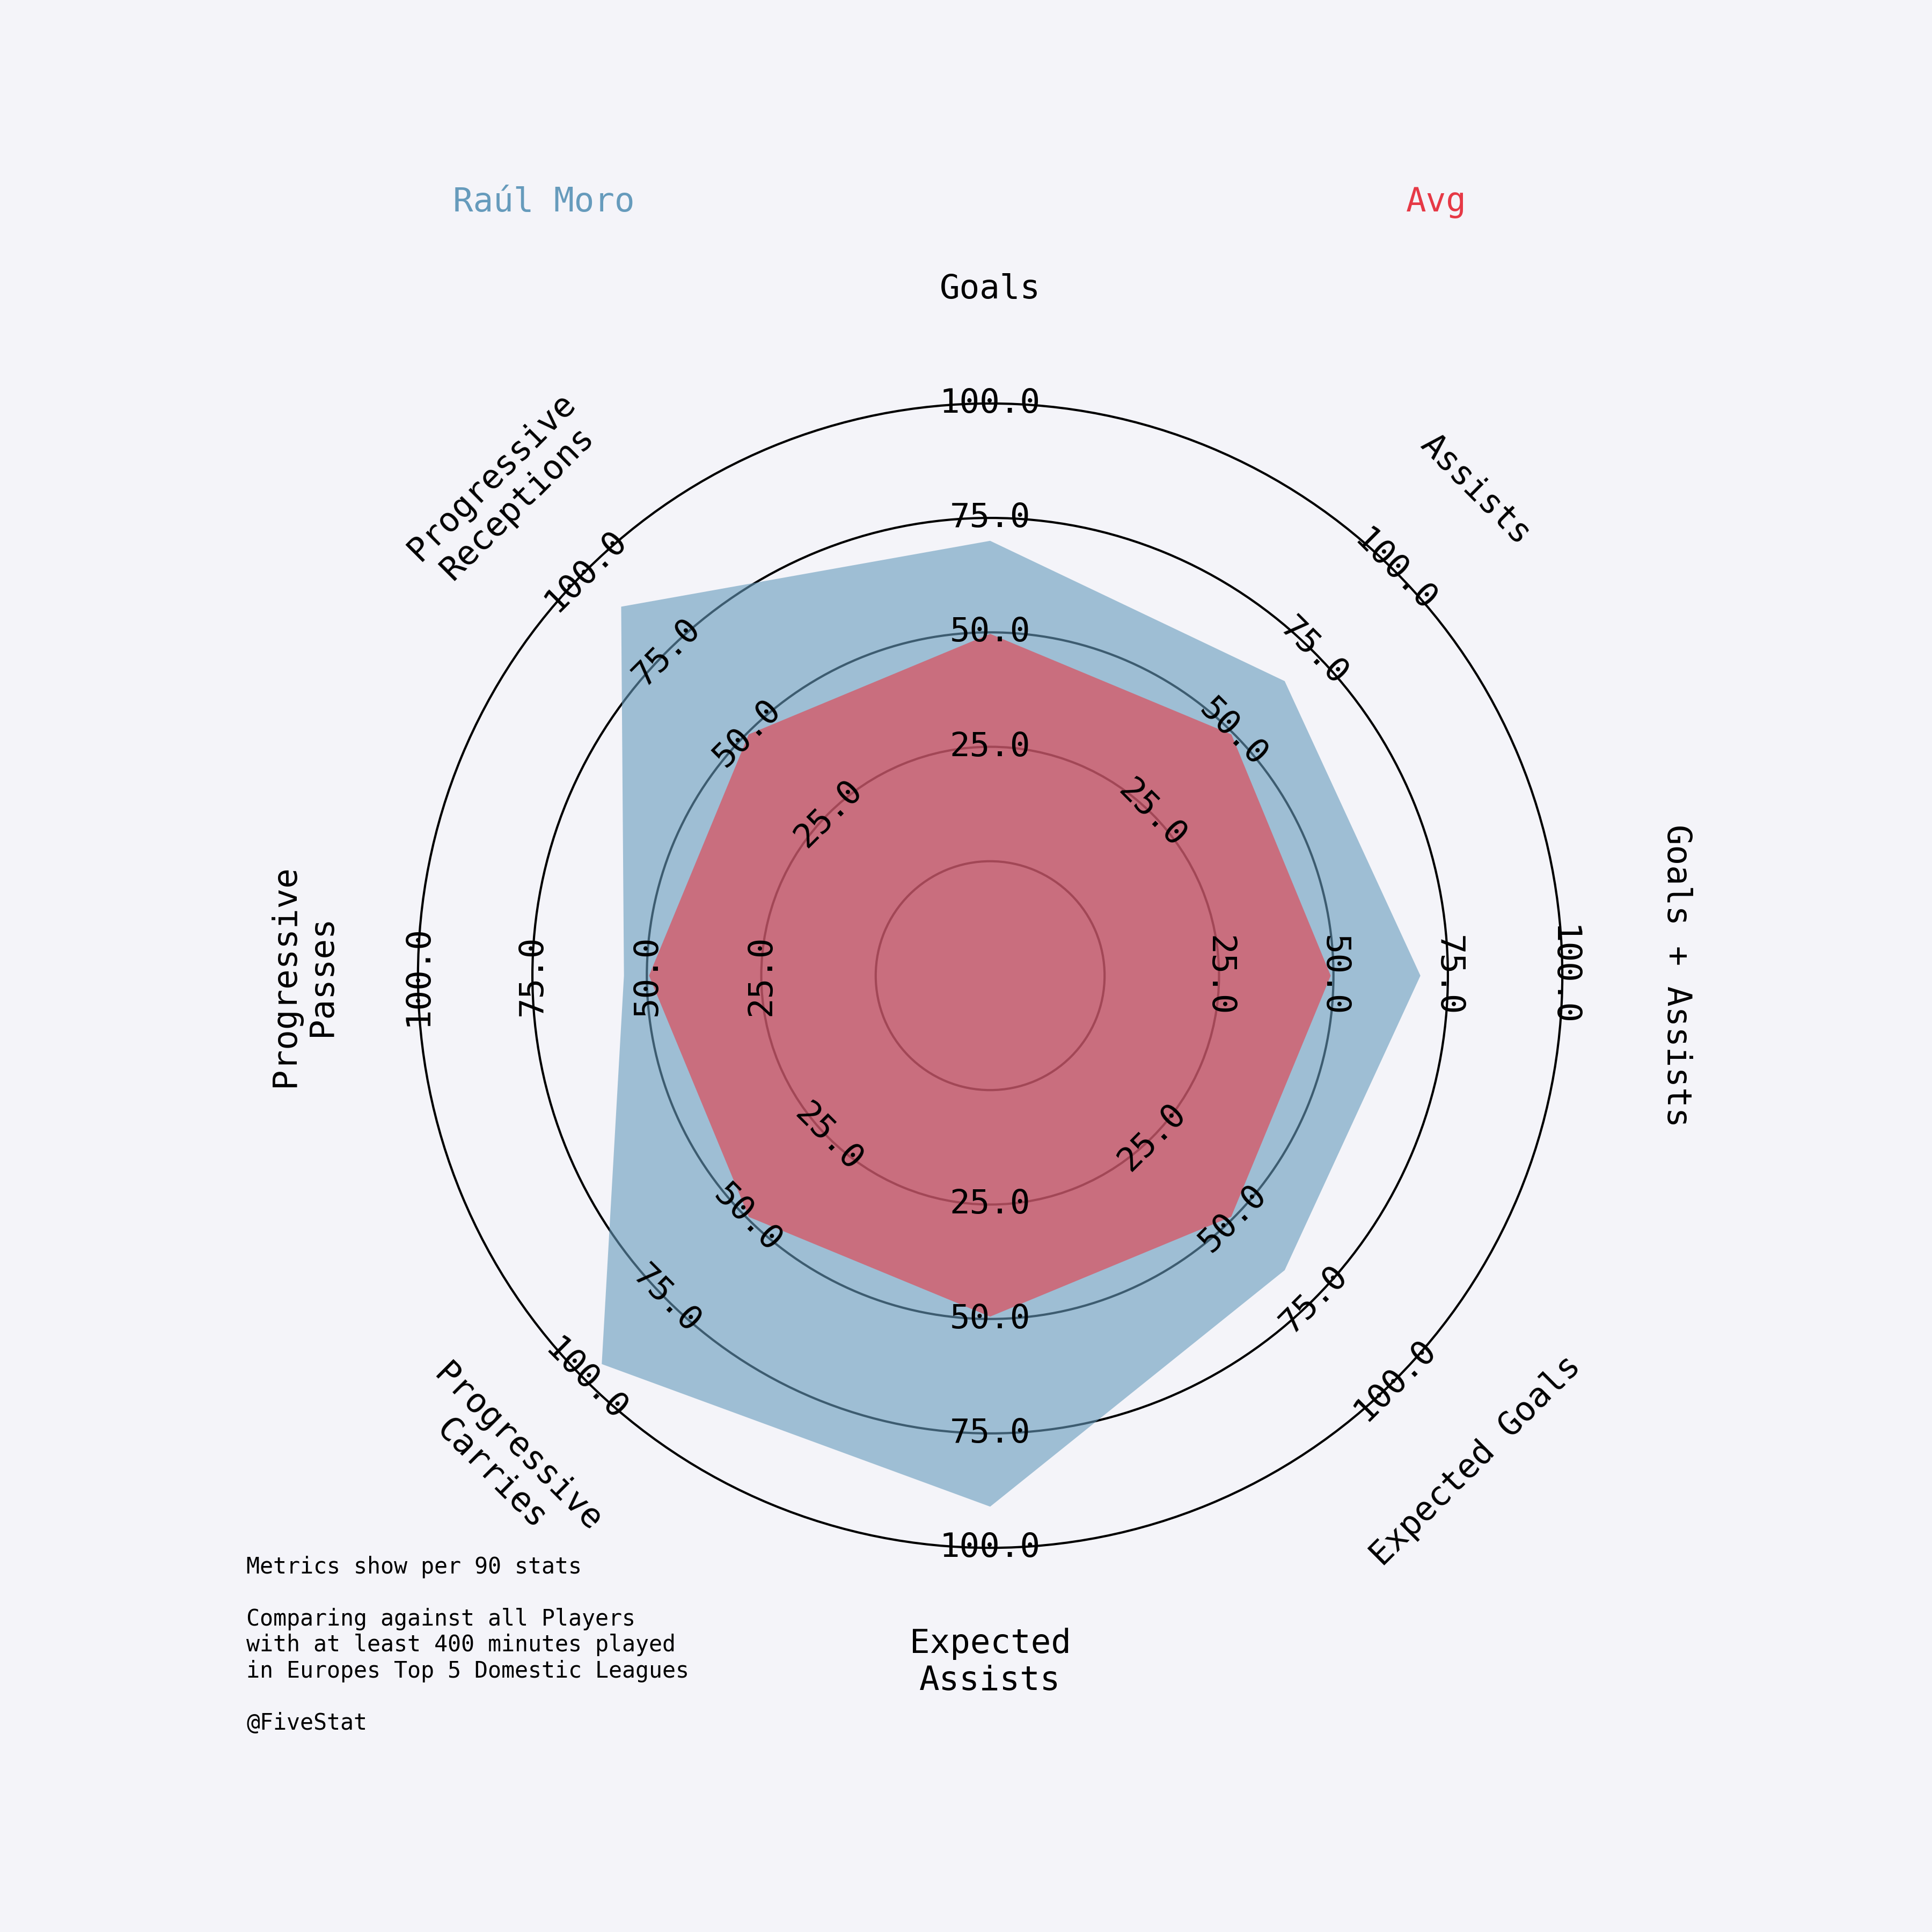 Raúl Moro
Avg
Goals
Assists
Goals + Assists
Expected Goals
Expected
Assists
Progressive
Carries
Progressive
Passes
Progressive
Receptions
25.0
50.0
75.0
100.0
25.0
50.0
75.0
100.0
25.0
50.0
75.0
100.0
25.0
50.0
75.0
100.0
25.0
50.0
75.0
100.0
25.0
50.0
75.0
100.0
25.0
50.0
75.0
100.0
25.0
50.0
75.0
100.0
Metrics show per 90 stats
Comparing against all Players
with at least 400 minutes played
in Europes Top 5 Domestic Leagues
@FiveStat